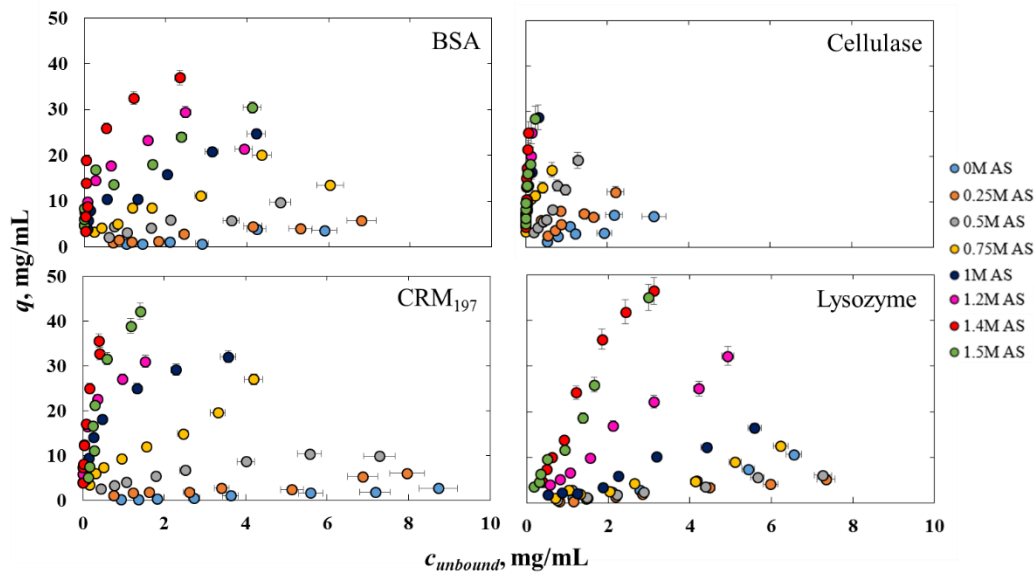 BSA
Cellulase
50
40
30
20
10
0
0M AS
0.25M AS
0.5M AS
0.75M AS
1M AS
1.2M AS
1.4M AS
1.5M AS
q, mg/mL
CRM197
Lysozyme
50
40
30
20
10
0
0 2 4 6 8 10
0 2 4 6 8 10
cunbound, mg/mL